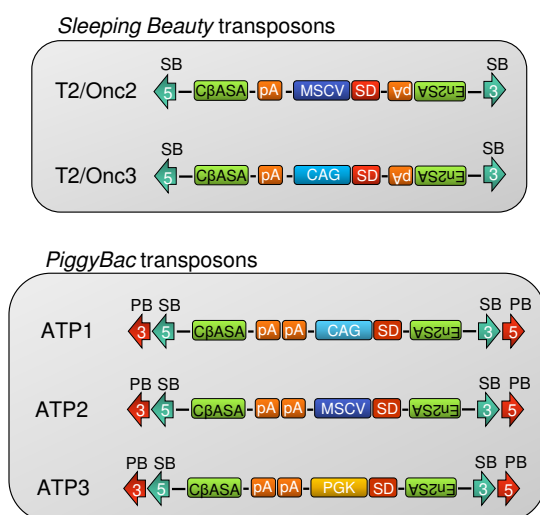 Sleeping Beauty transposons
SB SB
T2/Onc2 5 CβASA pA MSCV SD pA En2SA 3
SB SB
T2/Onc3 5 CβASA pA CAG SD pA En2SA 3
PiggyBac transposons
PB SB SB PB
ATP1 3 5 CβASA pA pA CAG SD En2SA 3 5
PB SB SB PB
ATP2 3 5 CβASA pA pA MSCV SD En2SA 3 5
PB SB SB PB
ATP3 3 5 CβASA pA pA PGK SD En2SA 3 5